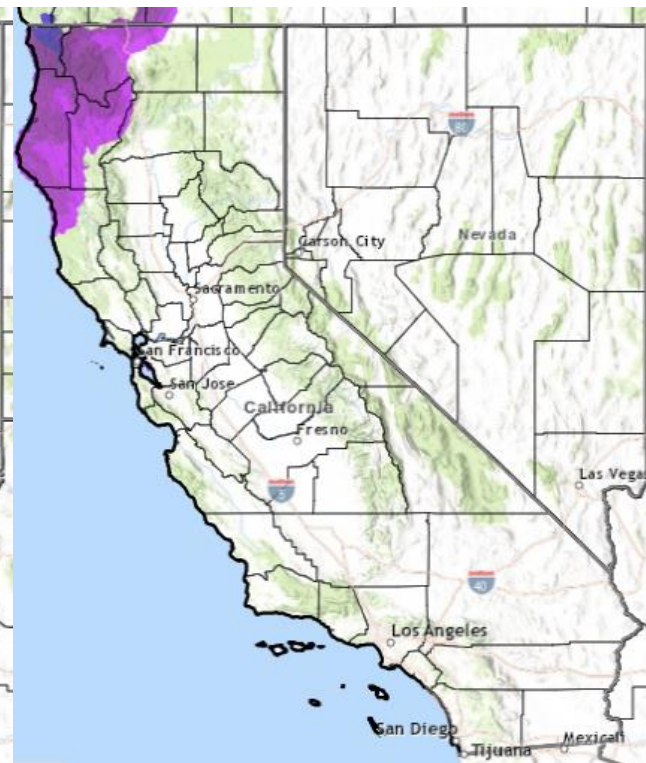 80
Carson City
Nevada
Sacramento
San Francisco
San Jose
California
Fresno
Las Vegas
5
40
Los Angeles
San Diego
Tijuana
Mexicali